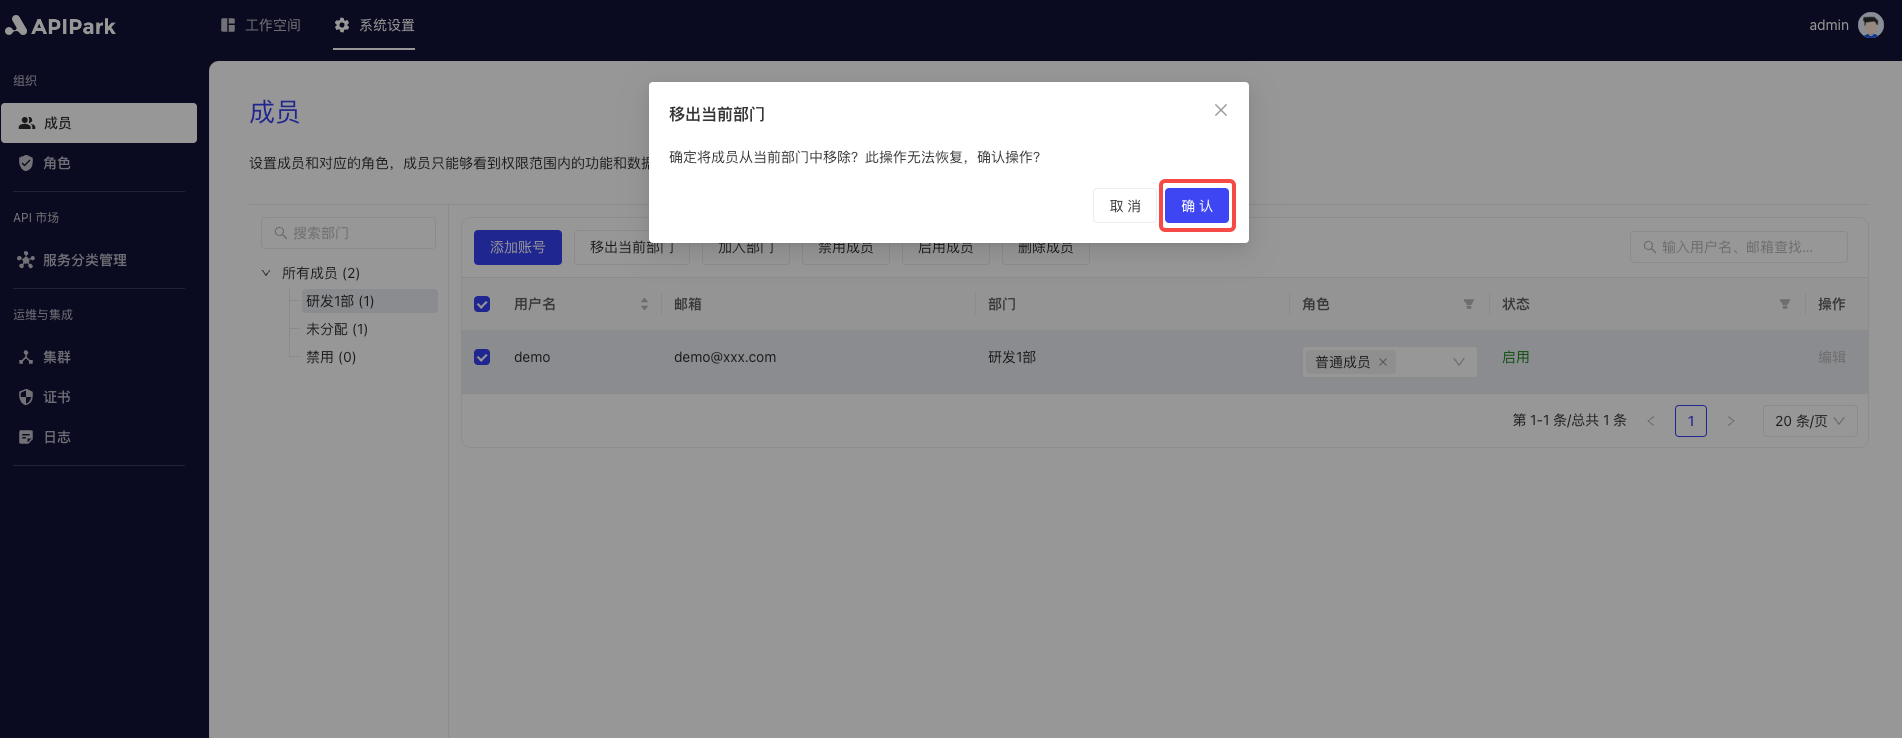 APIPark
工作空间
系统设置
admin
组织
成员
角色
API 市场
服务分类管理
运维与集成
集群
证书
日志
成员
设置成员和对应的角色，成员只能够看到权限范围内的功能和数据
移出当前部门
确定将成员从当前部门中移除？此操作无法恢复，确认操作？
取 消
确 认
搜索部门
所有成员 (2)
研发1部 (1)
未分配 (1)
禁用 (0)
添加账号
移出当前部门
加入部门
禁用成员
启用成员
删除成员
输入用户名、邮箱查找...
用户名
邮箱
部门
角色
状态
操作
demo
demo@xxx.com
研发1部
普通成员
启用
编辑
第 1-1 条/总共 1 条
1
20 条/页